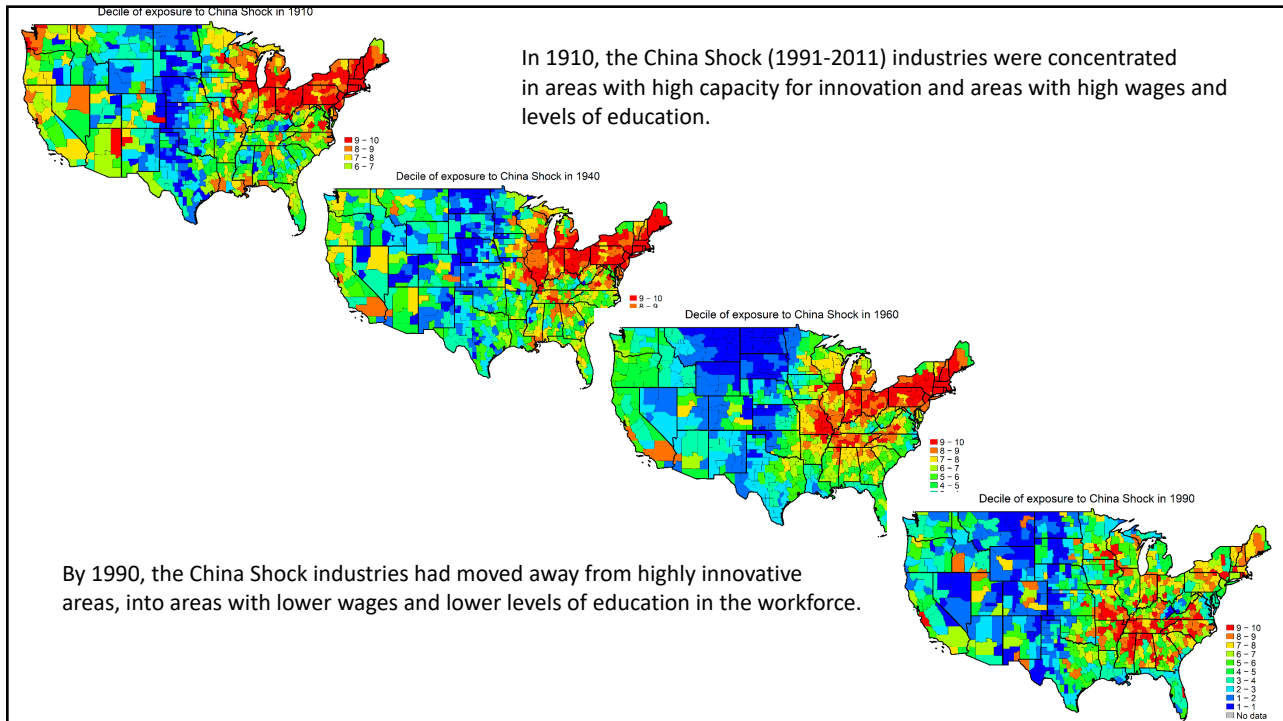 Decile of exposure to China Shock in 1910
In 1910, the China Shock (1991-2011) industries were concentrated
in areas with high capacity for innovation and areas with high wages and
levels of education.
9 – 10
8 – 9
7 – 8
6 – 7
Decile of exposure to China Shock in 1940
9 – 10
8 – 9
Decile of exposure to China Shock in 1960
9 – 10
8 – 9
7 – 8
6 – 7
5 – 6
4 – 5
Decile of exposure to China Shock in 1990
By 1990, the China Shock industries had moved away from highly innovative
areas, into areas with lower wages and lower levels of education in the workforce.
9 – 10
8 – 9
7 – 8
6 – 7
5 – 6
4 – 5
3 – 4
2 – 3
1 – 2
1 – 1
No data